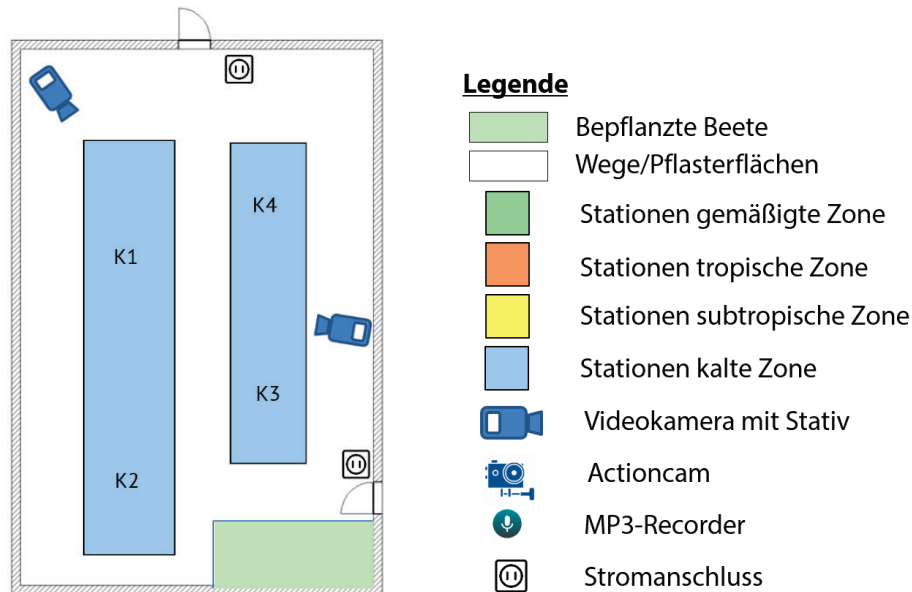 K1
K2
K4
K3
Legende
Bepflanzte Beete
Wege/Pflasterflächen
Stationen gemäßigte Zone
Stationen tropische Zone
Stationen subtropische Zone
Stationen kalte Zone
Videokamera mit Stativ
Actioncam
MP3-Recorder
Stromanschluss